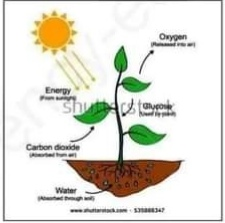 Oxygen
(Released into air)
Energy
(From sunlight)
shutterstock
Glucose
(Used by plant)
Carbon dioxide
(Absorbed from air)
Water
(Absorbed through soil)
www.shutterstock.com · 535888347